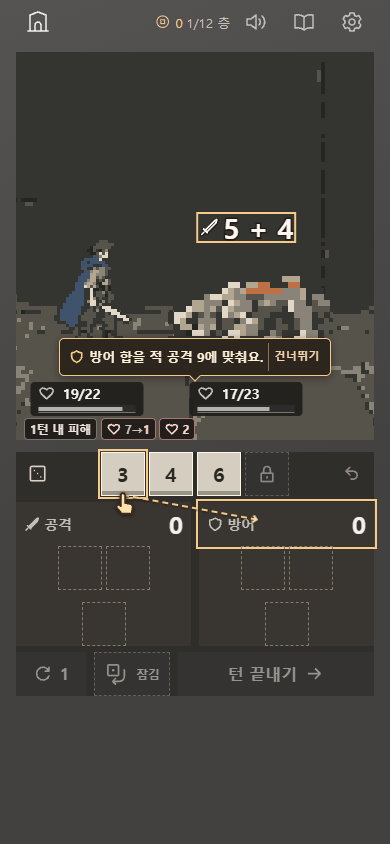 0 1/12 층
5 + 4
방어 합을 적 공격 9에 맞춰요. 건너뛰기
19/22 17/23
1턴 내 피해 7→1 2
3 4 6
공격 0 방어 0
1 잠김 턴 끝내기 →